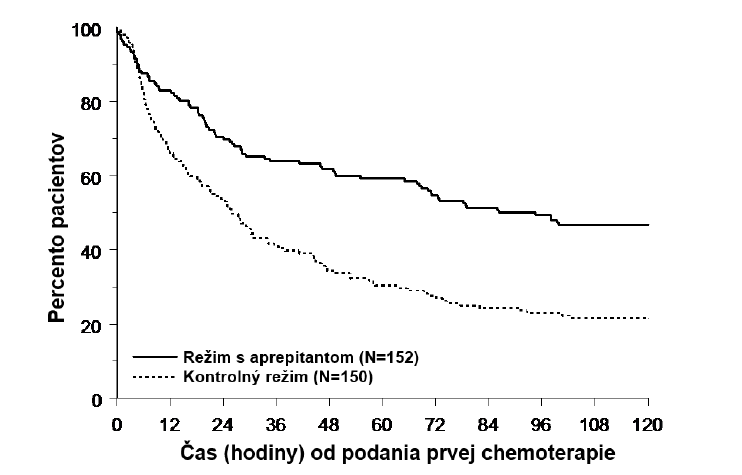 100
80
60
40
20
0
Percento pacientov
Režim s aprepitantom (N=152)
Kontrolný režim (N=150)
0 12 24 36 48 60 72 84 96 108 120
Čas (hodiny) od podania prvej chemoterapie